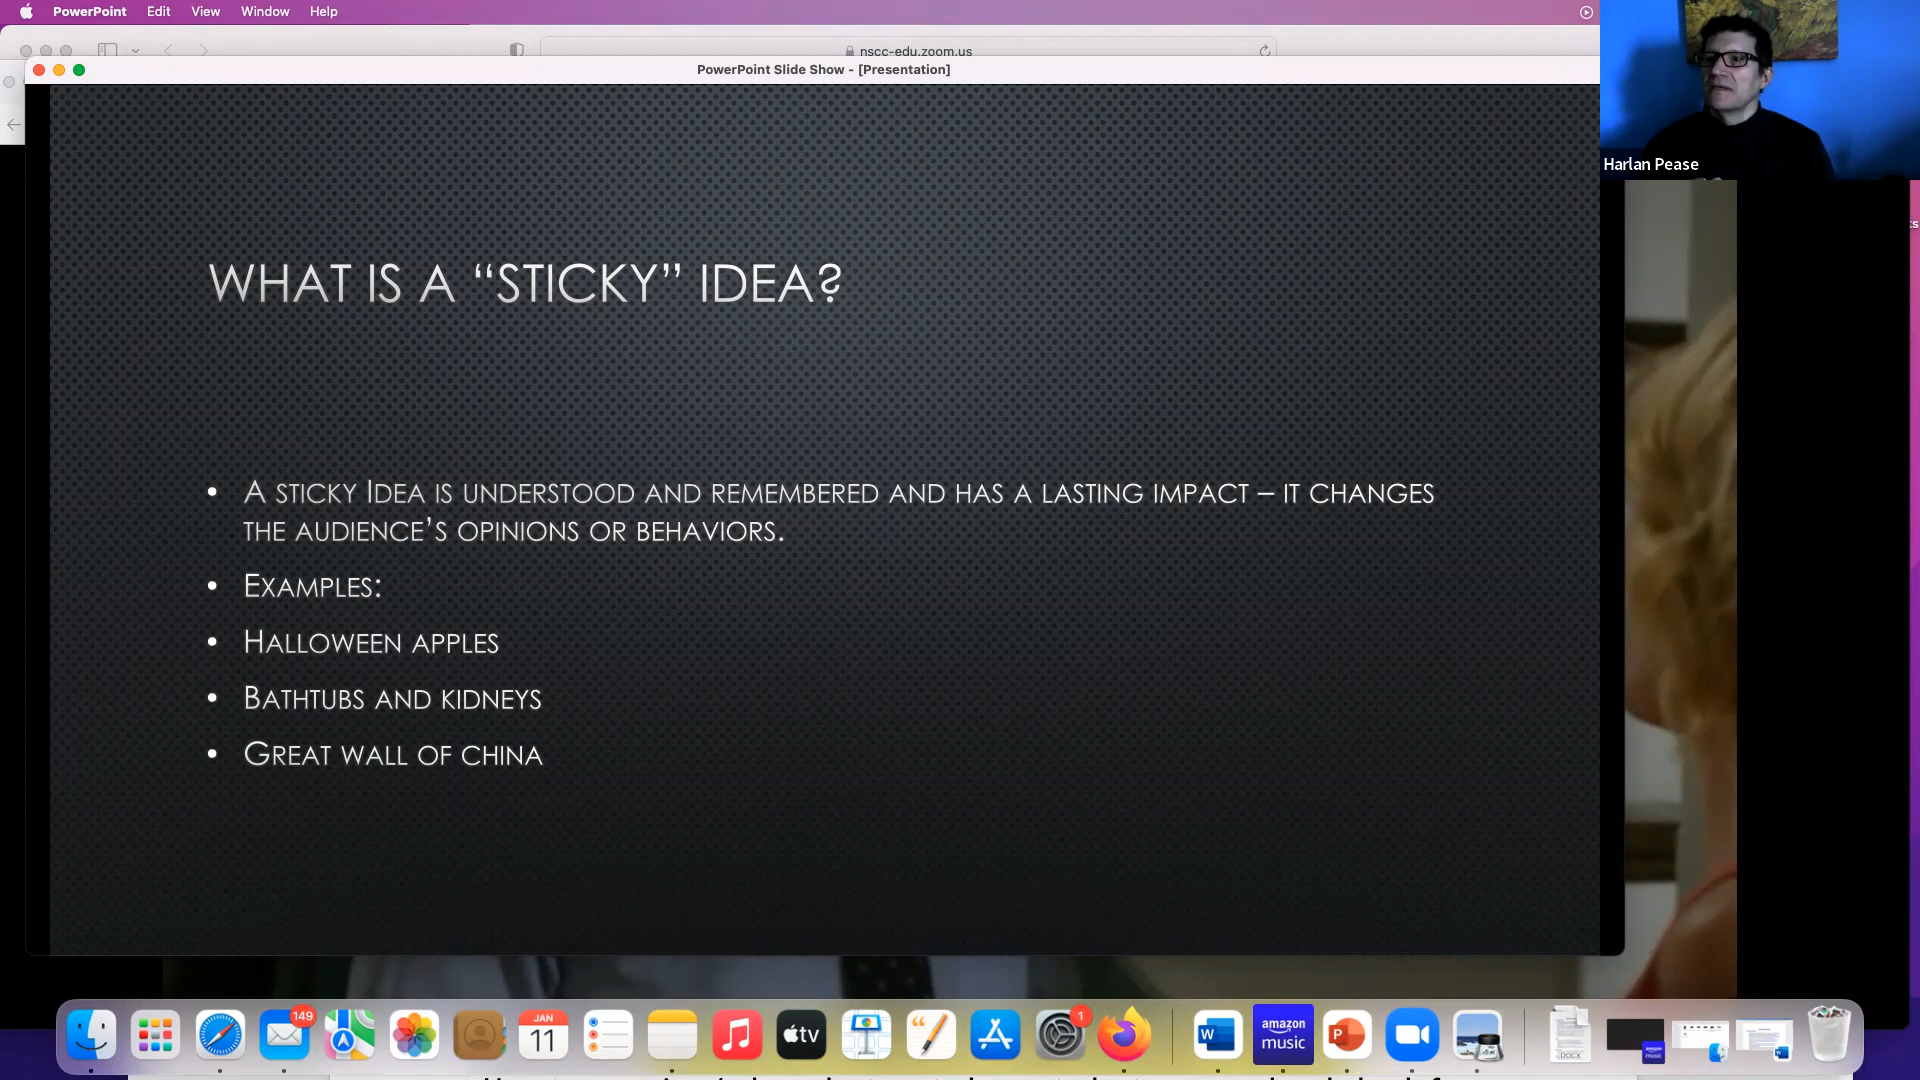 PowerPoint Edit View Window Help
nscc-edu.zoom.us
PowerPoint Slide Show - [Presentation]
Harlan Pease
WHAT IS A “STICKY” IDEA?
• A STICKY IDEA IS UNDERSTOOD AND REMEMBERED AND HAS A LASTING IMPACT – IT CHANGES
THE AUDIENCE’S OPINIONS OR BEHAVIORS.
• EXAMPLES:
• HALLOWEEN APPLES
• BATHTUBS AND KIDNEYS
• GREAT WALL OF CHINA
149
JAN
11
tv
1
W
amazon
music
P
DOCX